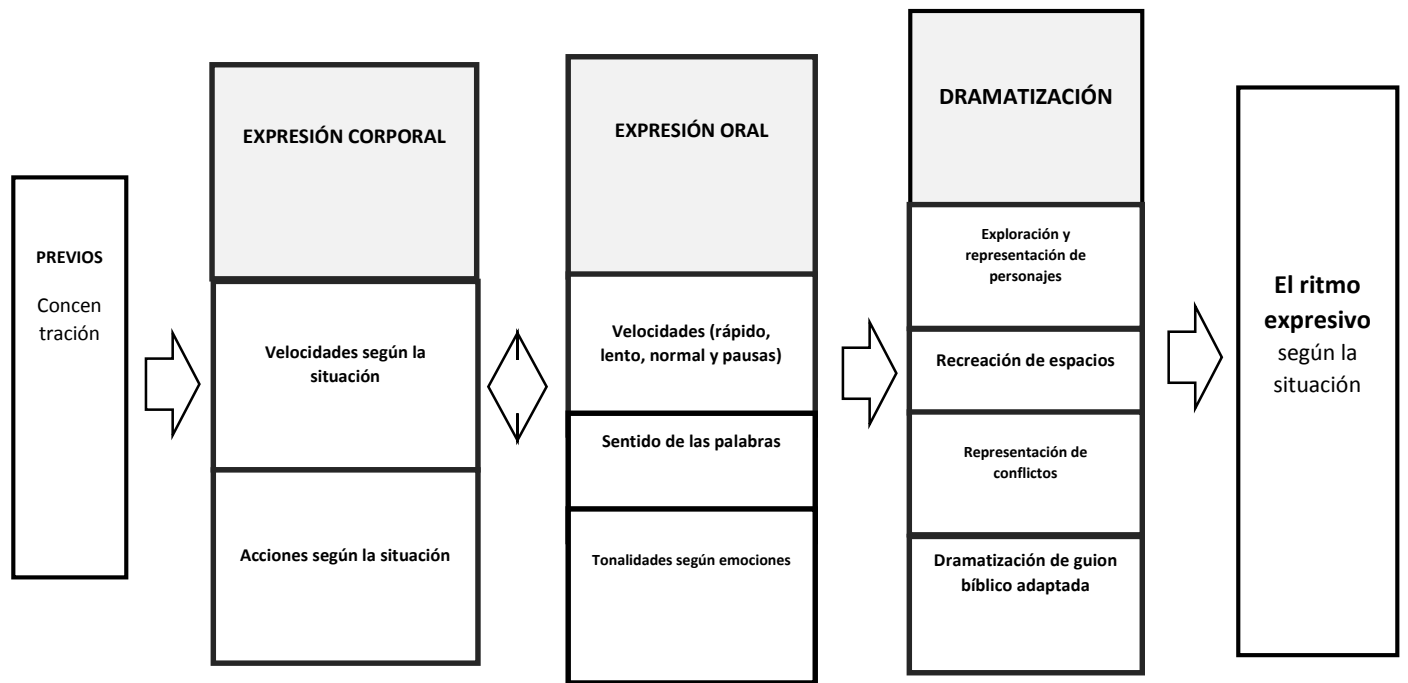 PREVIOS
Concen
tración
EXPRESIÓN CORPORAL
Velocidades según la
situación
Acciones según la situación
EXPRESIÓN ORAL
Velocidades (rápido,
lento, normal y pausas)
Sentido de las palabras
Tonalidades según emociones
DRAMATIZACIÓN
Exploración y
representación de
personajes
Recreación de espacios
Representación de
conflictos
Dramatización de guion
bíblico adaptada
El ritmo
expresivo
según la
situación